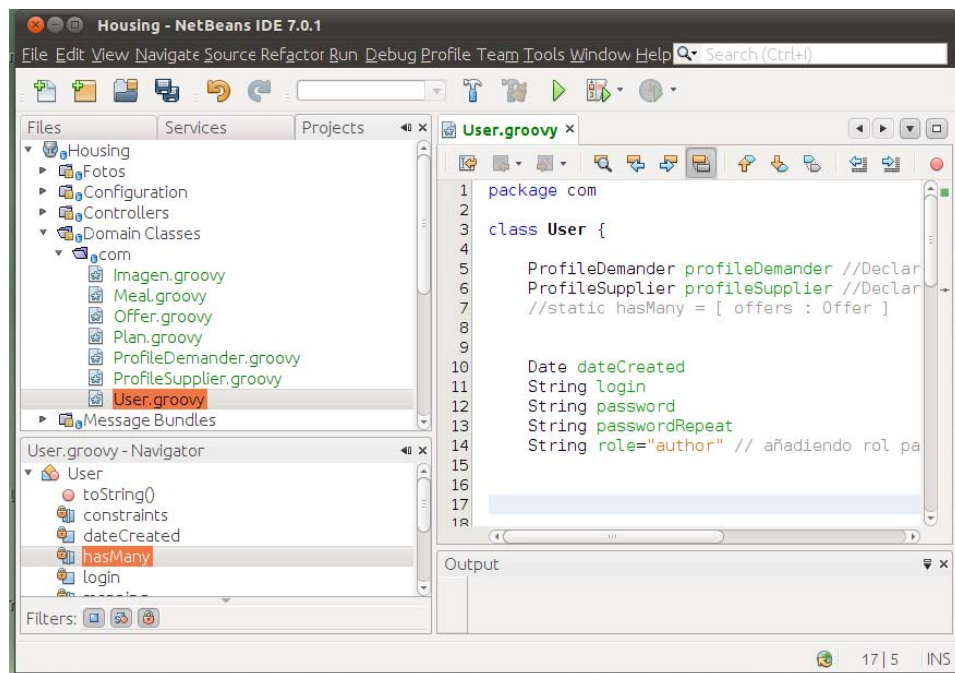 Housing - NetBeans IDE 7.0.1
File Edit View Navigate Source Refactor Run Debug Profile Team Tools Window Help Search (Ctrl+I)
Files Services Projects
Housing
Fotos
Configuration
Controllers
Domain Classes
com
Imagen.groovy
Meal.groovy
Offer.groovy
Plan.groovy
ProfileDemander.groovy
ProfileSupplier.groovy
User.groovy
Message Bundles
User.groovy - Navigator
User
toString()
constraints
dateCreated
hasMany
login
Filters:
User.groovy
1 package com
2
3 class User {
4
5 ProfileDemander profileDemander //Declar
6 ProfileSupplier profileSupplier //Declar
7 //static hasMany = [ offers : Offer ]
8
9
10 Date dateCreated
11 String login
12 String password
13 String passwordRepeat
14 String role="author" // añadiendo rol pa
15
16
17
18
Output
17|5 INS